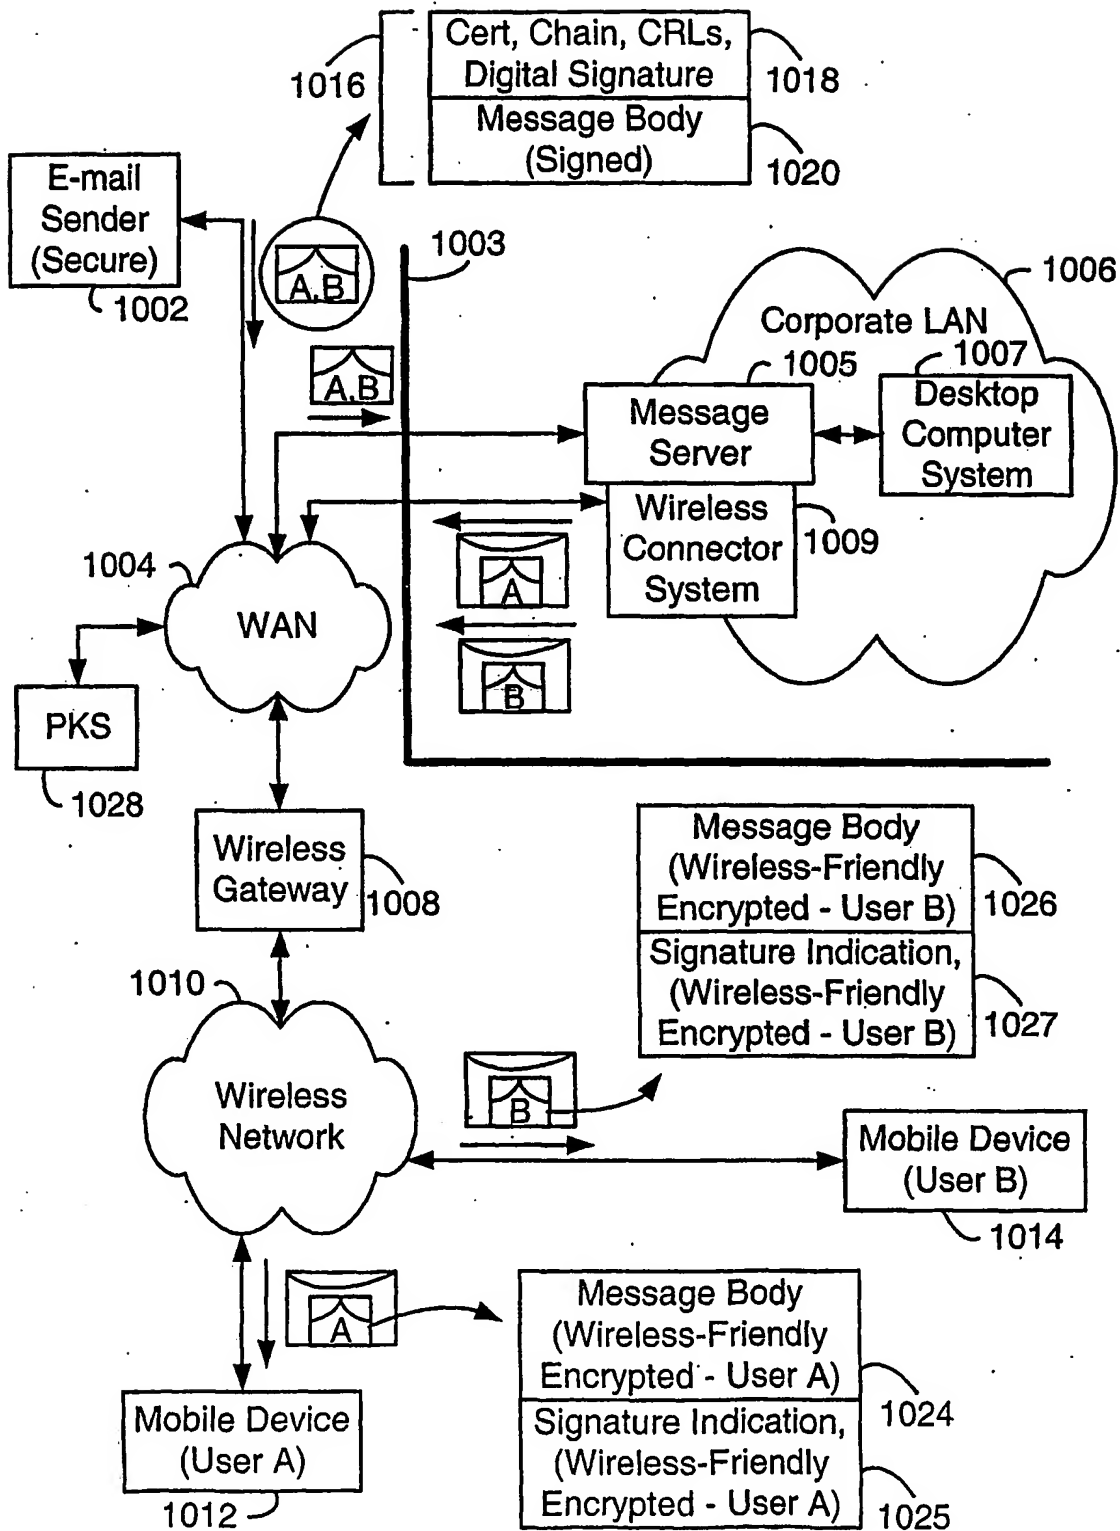 Cert, Chain, CRLs,
Digital Signature
1016
1018
Message Body
(Signed)
1020
E-mail
Sender
(Secure)
1002
A,B
1003
1006
Corporate LAN
A,B
1005
1007
Message
Server
Desktop
Computer
System
Wireless
Connector
System
1009
A
B
1004
WAN
PKS
1028
Wireless
Gateway
1008
Message Body
(Wireless-Friendly
Encrypted - User B)
1026
Signature Indication,
(Wireless-Friendly
Encrypted - User B)
1027
1010
Wireless
Network
B
Mobile Device
(User B)
1014
A
Message Body
(Wireless-Friendly
Encrypted - User A)
1024
Signature Indication,
(Wireless-Friendly
Encrypted - User A)
1025
Mobile Device
(User A)
1012